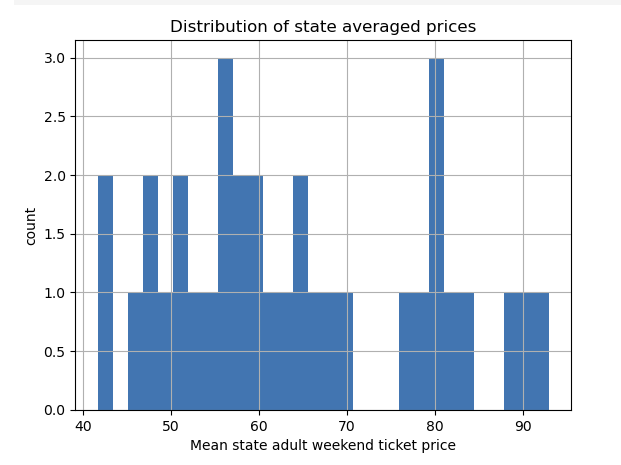 Distribution of state averaged prices
3.0
2.5
2.0
1.5
1.0
0.5
0.0
count
40 50 60 70 80 90
Mean state adult weekend ticket price